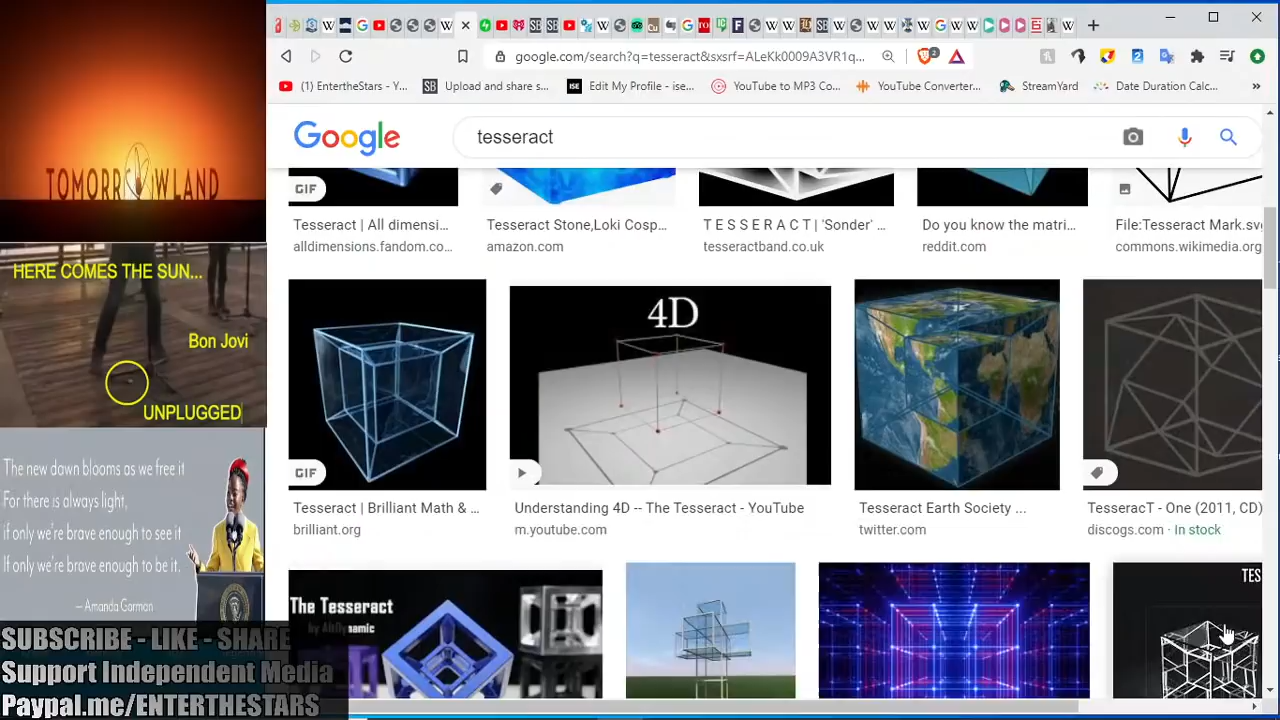 TOMORROWLAND
HERE COMES THE SUN...
Bon Jovi
UNPLUGGED
The new dawn blooms as we free it
For there is always light,
if only we're brave enough to see it
If only we're brave enough to be it.
— Amanda Gorman
SUBSCRIBE - LIKE - SHARE
Support Independent Media
Paypal.me/ENTERTHESTARS
google.com/search?q=tesseract&sxsrf=ALeKk0009A3VR1q...
2
(1) EntertheStars - Y...
Upload and share s...
Edit My Profile - ise...
YouTube to MP3 Co...
YouTube Converter...
StreamYard
Date Duration Calc...
Google
tesseract
GIF
Tesseract | All dimensi...
alldimensions.fandom.co...
Tesseract Stone,Loki Cosp...
amazon.com
T E S S E R A C T | 'Sonder' ...
tesseractband.co.uk
Do you know the matri...
reddit.com
File:Tesseract Mark.svg
commons.wikimedia.org
4D
GIF
Tesseract | Brilliant Math & ...
brilliant.org
Understanding 4D -- The Tesseract - YouTube
m.youtube.com
Tesseract Earth Society ...
twitter.com
TesseracT - One (2011, CD)
discogs.com · In stock
The Tesseract
by AltDynamic
TES